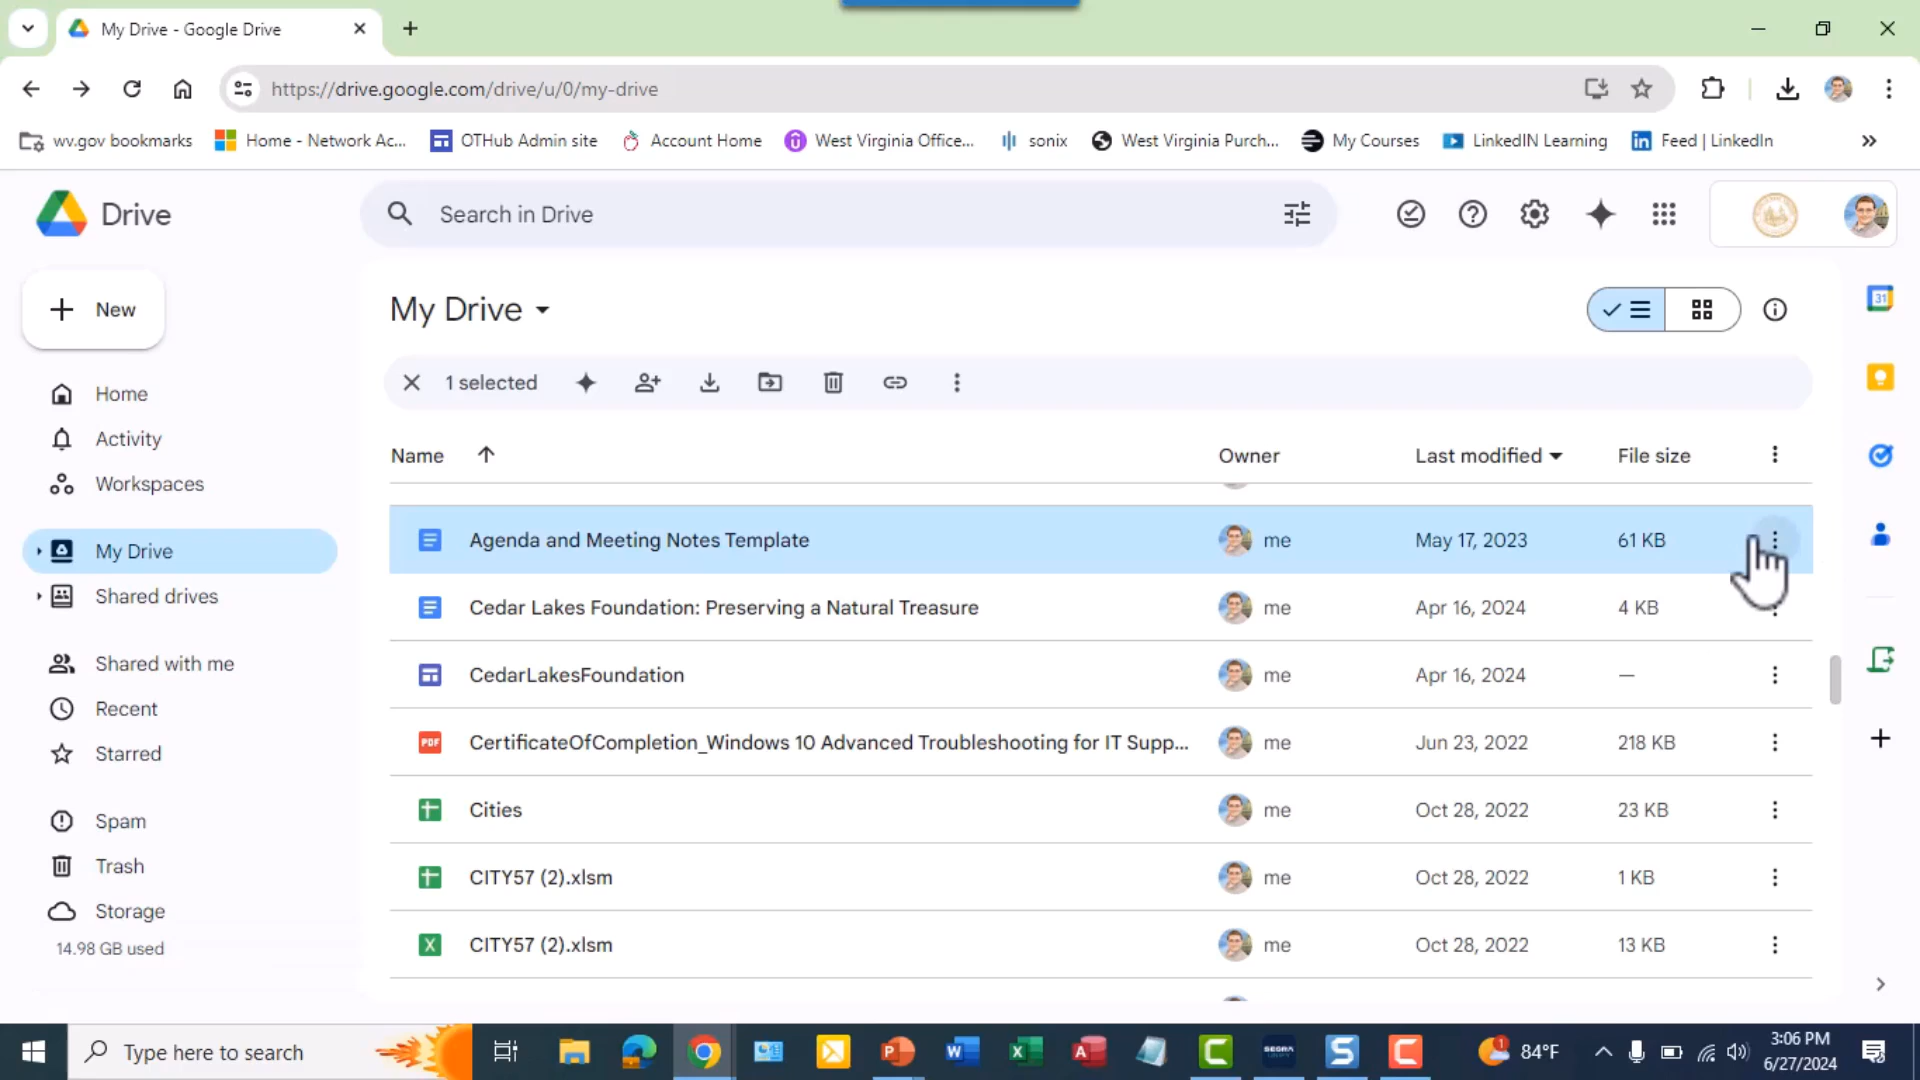 My Drive - Google Drive
https://drive.google.com/drive/u/0/my-drive
wv.gov bookmarks
Home - Network Ac...
OTHub Admin site
Account Home
West Virginia Office...
sonix
West Virginia Purch...
My Courses
LinkedIN Learning
Feed | LinkedIn
Drive
Search in Drive
New
My Drive
1 selected
Home
Activity
Workspaces
My Drive
Shared drives
Shared with me
Recent
Starred
Spam
Trash
Storage
14.98 GB used
Name Owner Last modified File size
Agenda and Meeting Notes Template me May 17, 2023 61 KB
Cedar Lakes Foundation: Preserving a Natural Treasure me Apr 16, 2024 4 KB
CedarLakesFoundation me Apr 16, 2024 —
PDF CertificateOfCompletion_Windows 10 Advanced Troubleshooting for IT Supp... me Jun 23, 2022 218 KB
Cities me Oct 28, 2022 23 KB
CITY57 (2).xlsm me Oct 28, 2022 1 KB
X CITY57 (2).xlsm me Oct 28, 2022 13 KB
31
Type here to search
84°F
3:06 PM
6/27/2024